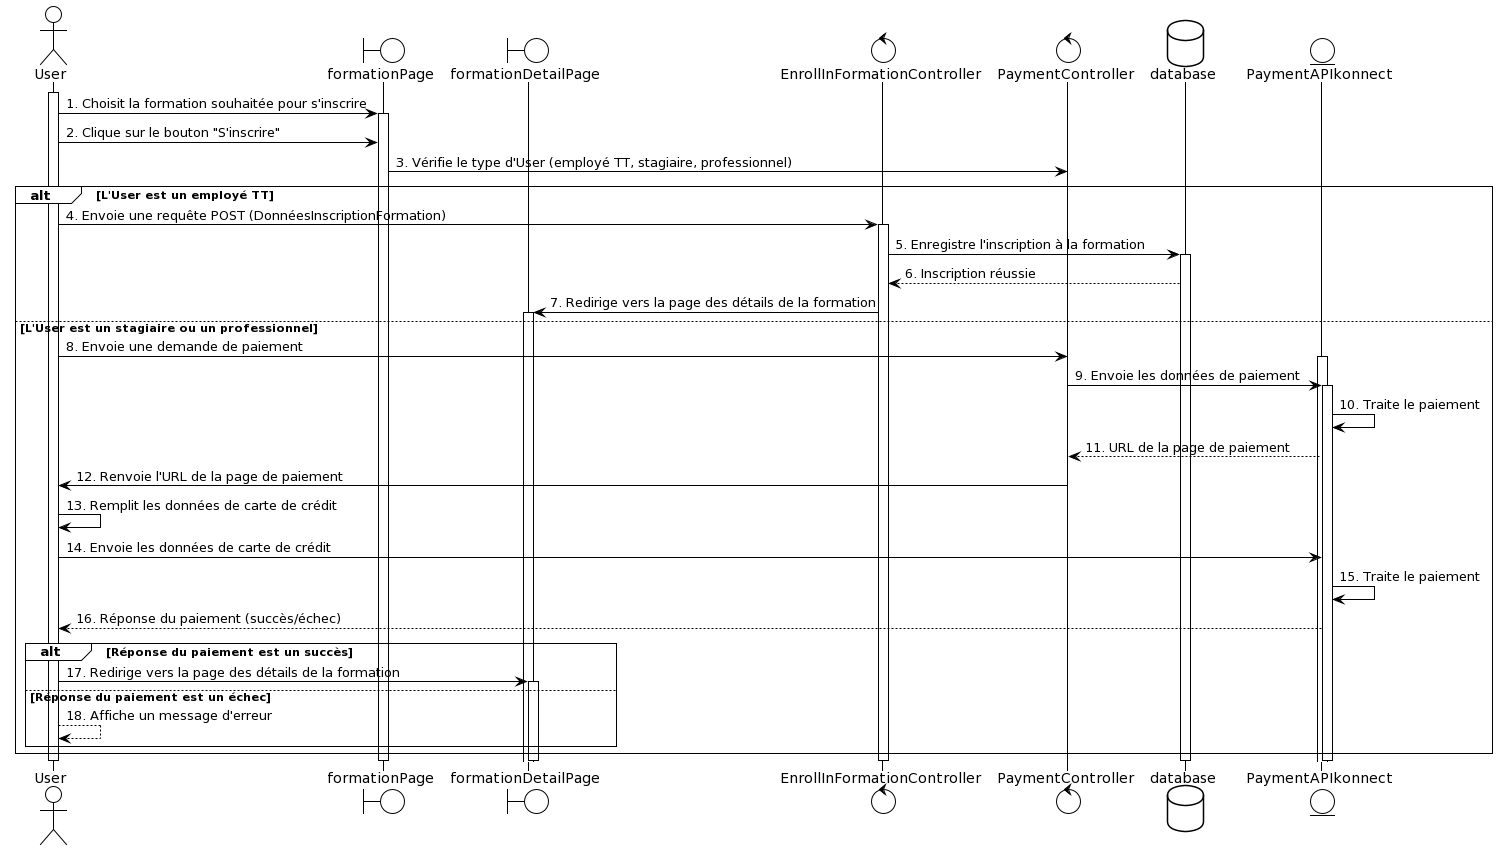 User
formationPage
formationDetailPage
EnrollInFormationController
PaymentController
database
PaymentAPIkonnect
1. Choisit la formation souhaitée pour s'inscrire
2. Clique sur le bouton "S'inscrire"
3. Vérifie le type d'User (employé TT, stagiaire, professionnel)
alt [L'User est un employé TT]
4. Envoie une requête POST (DonnéesInscriptionFormation)
5. Enregistre l'inscription à la formation
6. Inscription réussie
7. Redirige vers la page des détails de la formation
[L'User est un stagiaire ou un professionnel]
8. Envoie une demande de paiement
9. Envoie les données de paiement
10. Traite le paiement
11. URL de la page de paiement
12. Renvoie l'URL de la page de paiement
13. Remplit les données de carte de crédit
14. Envoie les données de carte de crédit
15. Traite le paiement
16. Réponse du paiement (succès/échec)
alt [Réponse du paiement est un succès]
17. Redirige vers la page des détails de la formation
[Réponse du paiement est un échec]
18. Affiche un message d'erreur
User
formationPage
formationDetailPage
EnrollInFormationController
PaymentController
database
PaymentAPIkonnect